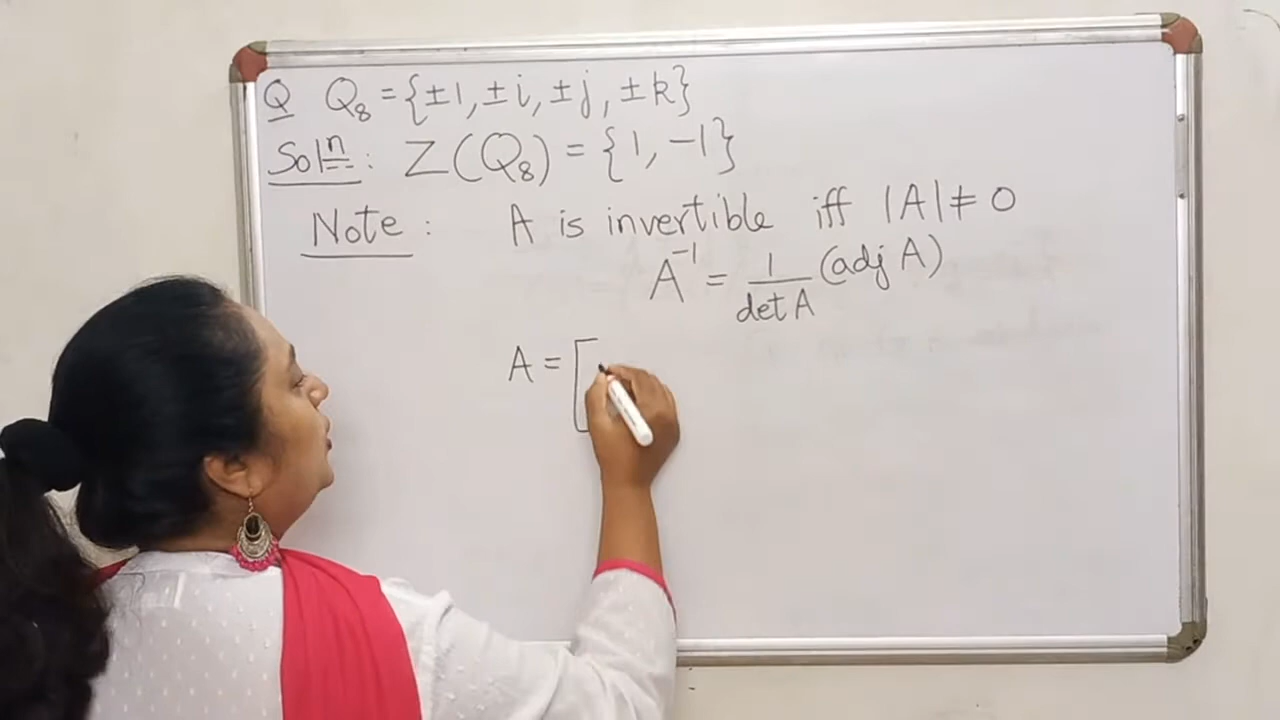 Q Q₈ = {±1, ±i, ±j, ±k}
Solⁿ: Z(Q₈) = {1, -1}
Note: A is invertible iff |A| ≠ 0
A⁻¹ = 1/det A (adj A)
A = [